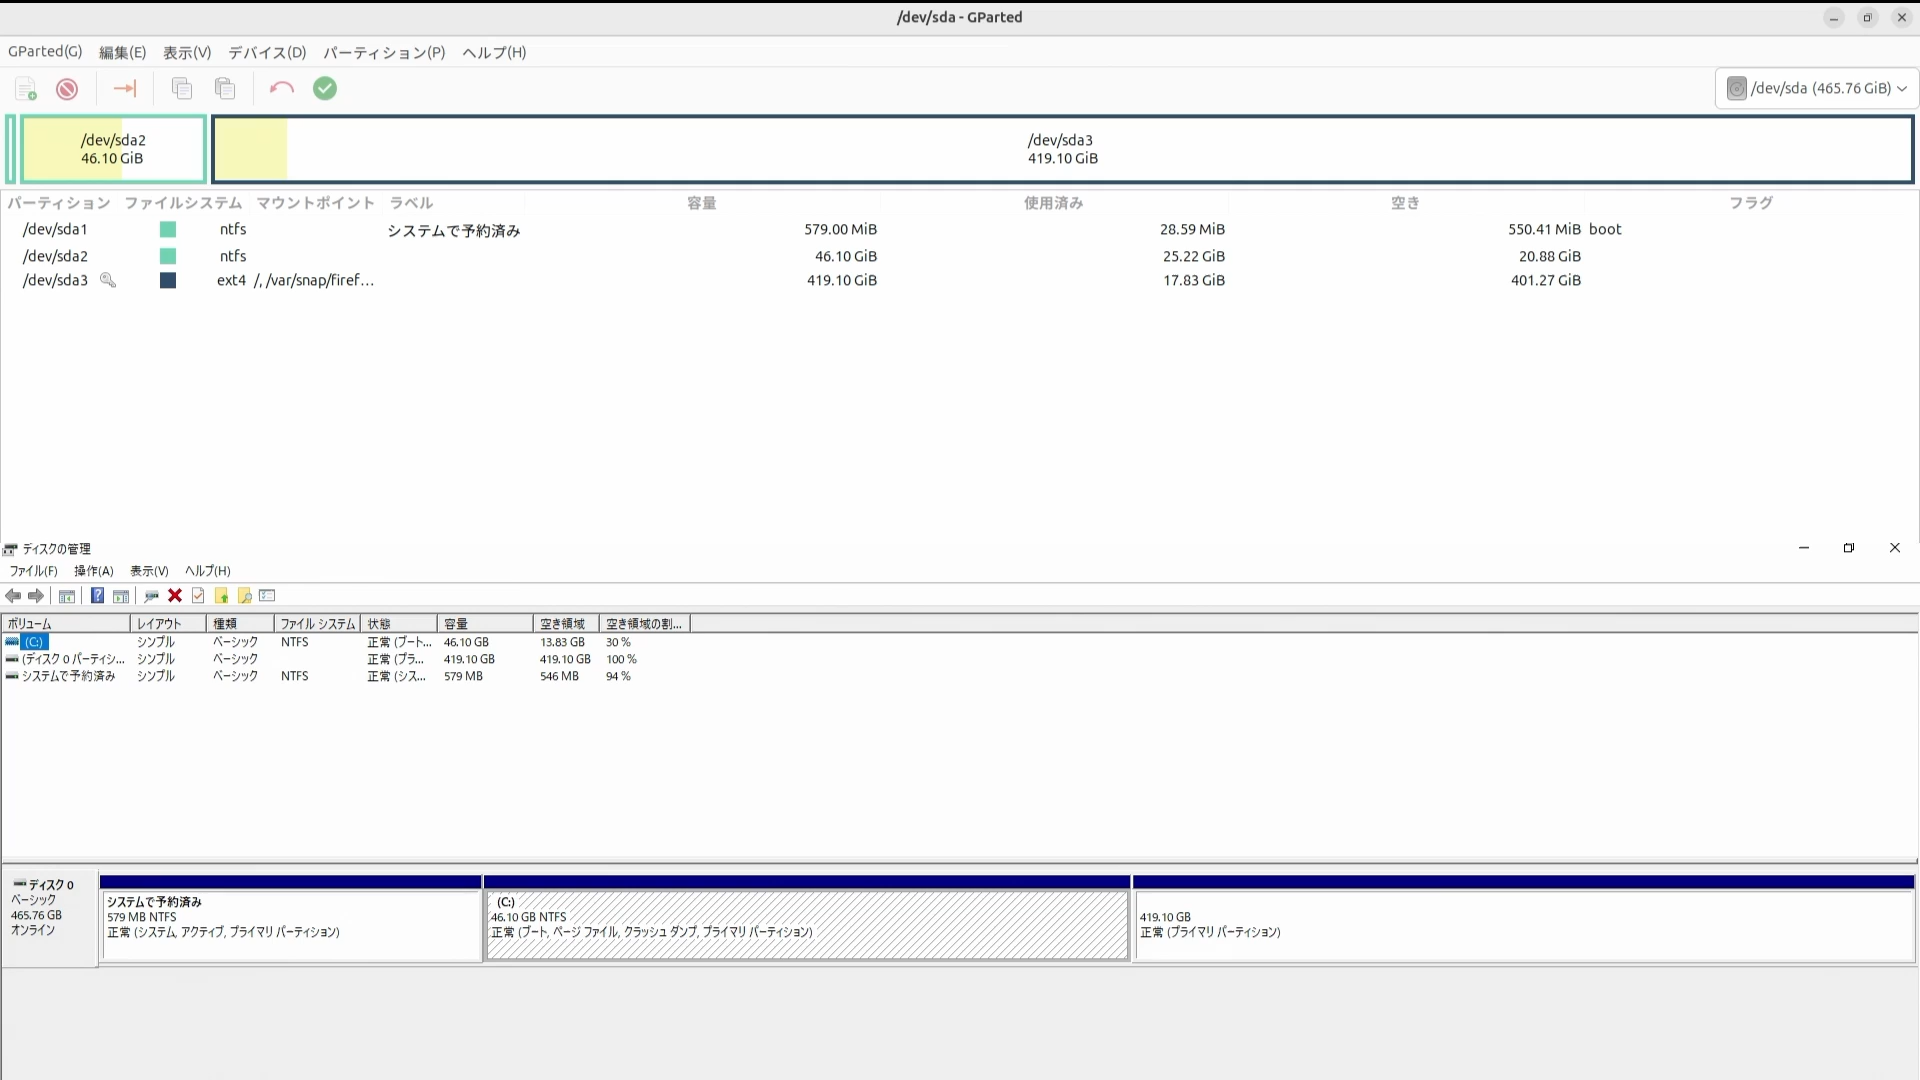 /dev/sda - GParted
GParted(G) 編集(E) 表示(V) デバイス(D) パーティション(P) ヘルプ(H)
/dev/sda (465.76 GiB)
/dev/sda2
46.10 GiB
/dev/sda3
419.10 GiB
パーティション ファイルシステム マウントポイント ラベル 容量 使用済み 空き フラグ
/dev/sda1 ntfs システムで予約済み 579.00 MiB 28.59 MiB 550.41 MiB boot
/dev/sda2 ntfs 46.10 GiB 25.22 GiB 20.88 GiB
/dev/sda3 ext4 /, /var/snap/firef… 419.10 GiB 17.83 GiB 401.27 GiB
ディスクの管理
ファイル(F) 操作(A) 表示(V) ヘルプ(H)
ボリューム レイアウト 種類 ファイル システム 状態 容量 空き領域 空き領域の割...
(C:) シンプル ベーシック NTFS 正常 (ブート... 46.10 GB 13.83 GB 30 %
(ディスク 0 パーティシ... シンプル ベーシック 正常 (プラ... 419.10 GB 419.10 GB 100 %
システムで予約済み シンプル ベーシック NTFS 正常 (シス... 579 MB 546 MB 94 %
ディスク 0
ベーシック
465.76 GB
オンライン
システムで予約済み
579 MB NTFS
正常 (システム, アクティブ, プライマリ パーティション)
(C:)
46.10 GB NTFS
正常 (ブート, ページ ファイル, クラッシュ ダンプ, プライマリ パーティション)
419.10 GB
正常 (プライマリ パーティション)